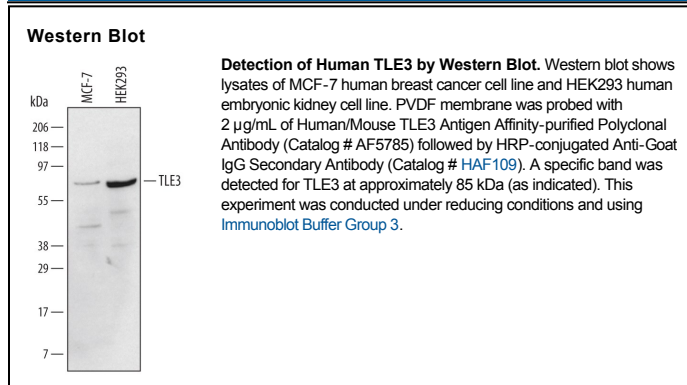 Western Blot
MCF-7
HEK293
kDa
206
118
97
55
38
29
17
7
TLE3
Detection of Human TLE3 by Western Blot. Western blot shows
lysates of MCF-7 human breast cancer cell line and HEK293 human
embryonic kidney cell line. PVDF membrane was probed with
2 µg/mL of Human/Mouse TLE3 Antigen Affinity-purified Polyclonal
Antibody (Catalog # AF5785) followed by HRP-conjugated Anti-Goat
IgG Secondary Antibody (Catalog # HAF109). A specific band was
detected for TLE3 at approximately 85 kDa (as indicated). This
experiment was conducted under reducing conditions and using
Immunoblot Buffer Group 3.